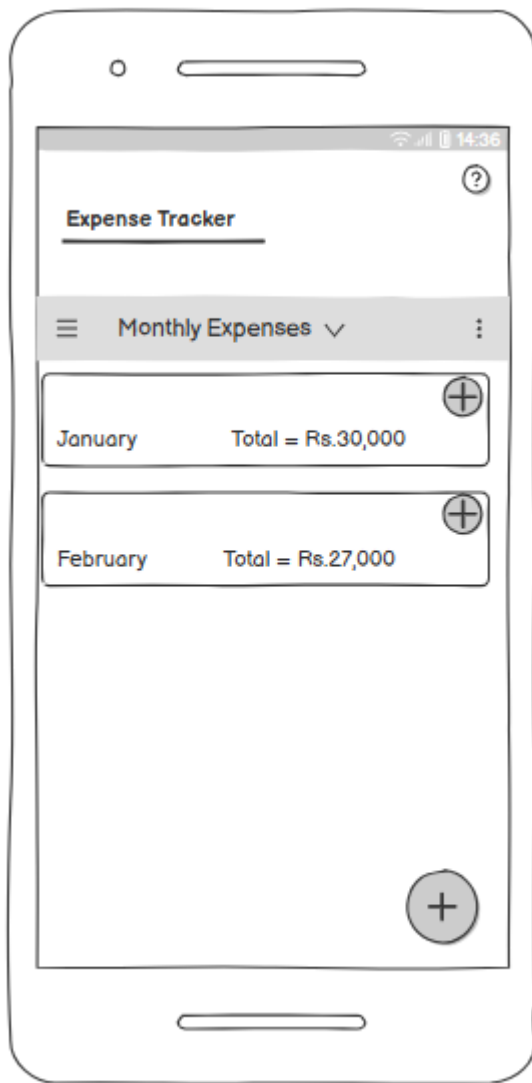 14:36
?
Expense Tracker
Monthly Expenses
January Total = Rs.30,000
February Total = Rs.27,000